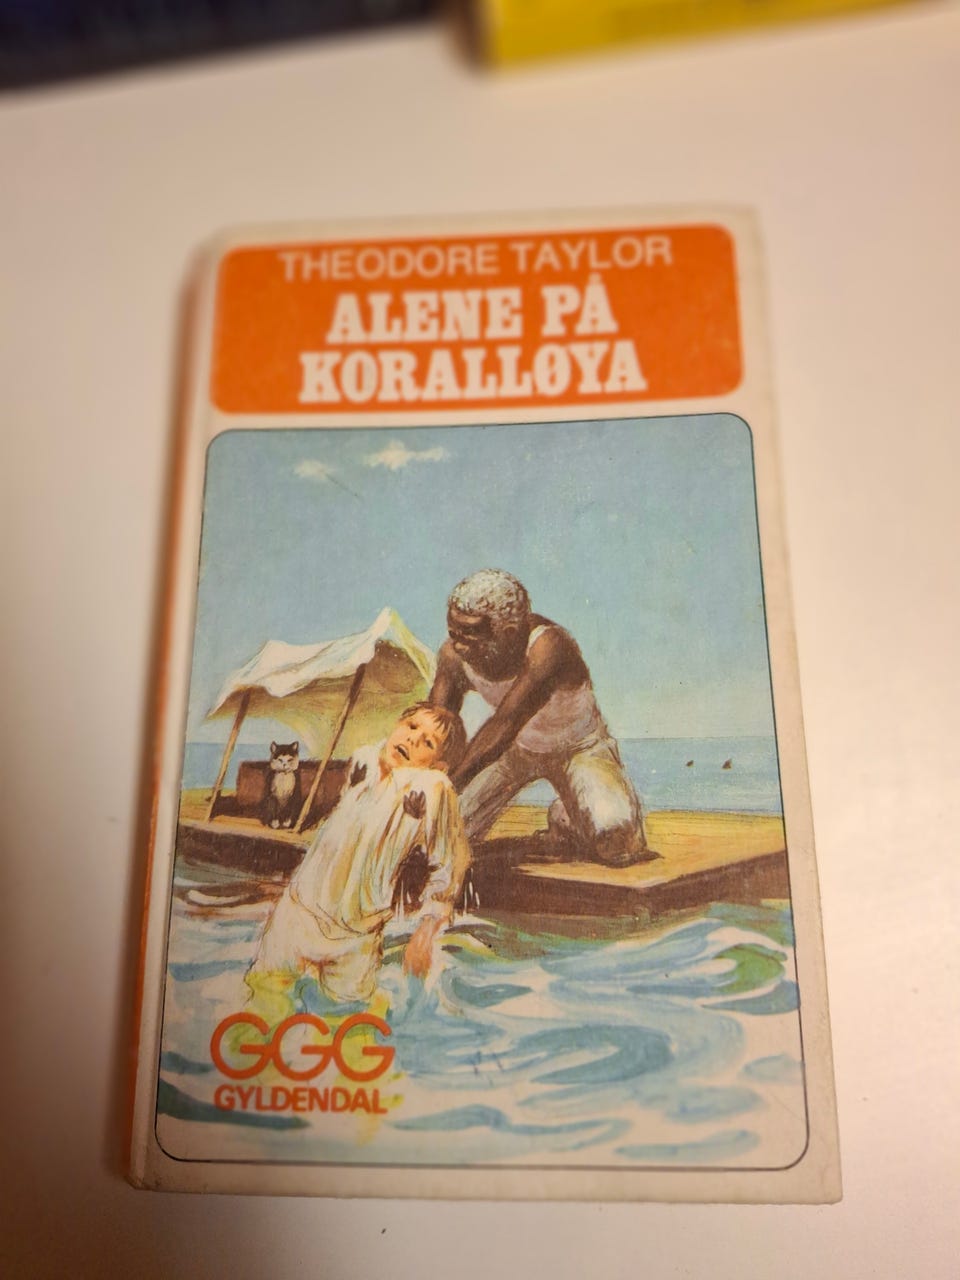 THEODORE TAYLOR
ALENE PÅ
KORALLØYA
GGG
GYLDENDAL